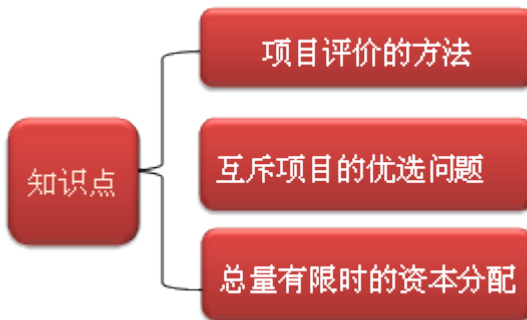 项目评价的方法
知识点
互斥项目的优选问题
总量有限时的资本分配